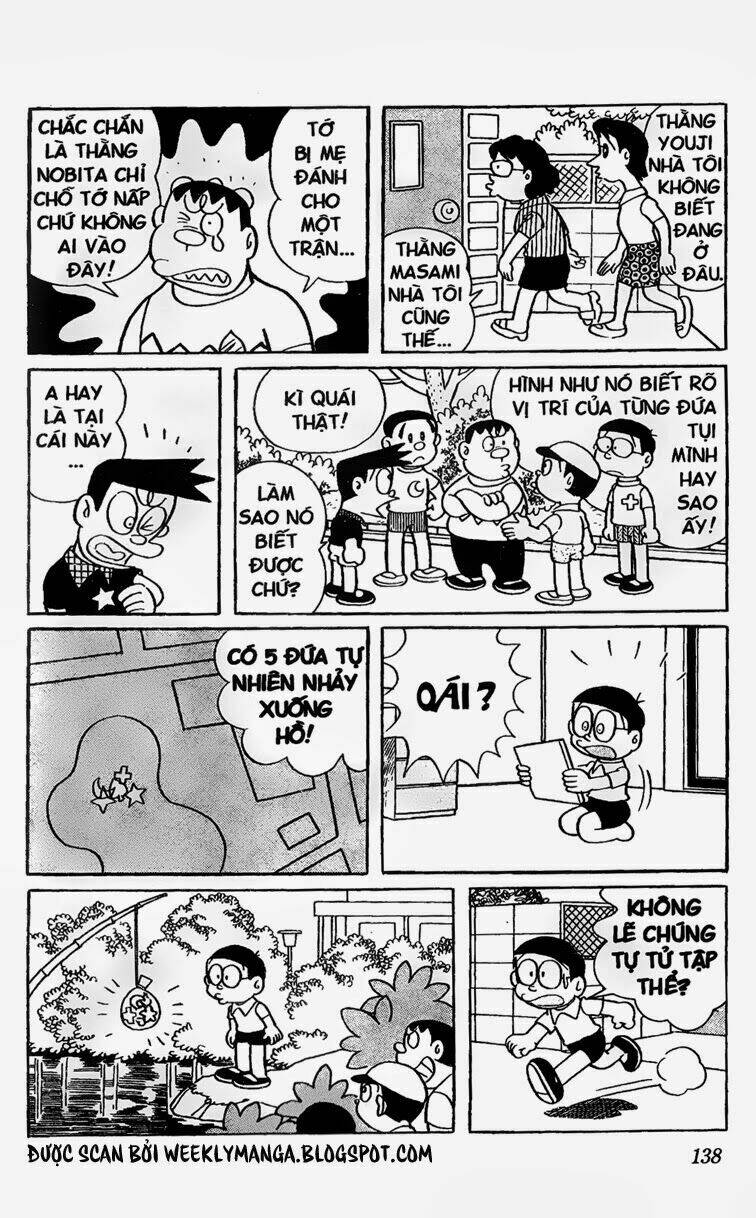 TỚ
BỊ MẸ
ĐÁNH
CHO
MỘT
TRẬN...
CHẮC CHẮN
LÀ THẰNG
NOBITA CHỈ
CHỖ TỚ NẤP
CHỨ KHÔNG
AI VÀO
ĐÂY!
THẰNG
YOUJI
NHÀ TÔI
KHÔNG
BIẾT
ĐANG
Ở
ĐÂU.
THẰNG
MASAMI
NHÀ TÔI
CŨNG
THẾ...
A HAY
LÀ TẠI
CÁI NÀY
...
KÌ QUÁI
THẬT!
LÀM
SAO NÓ
BIẾT
ĐƯỢC
CHỨ?
HÌNH NHƯ NÓ BIẾT RÕ
VỊ TRÍ CỦA TỪNG ĐỨA
TỤI
MÌNH
HAY
SAO
ẤY!
CÓ 5 ĐỨA TỰ
NHIÊN NHẢY
XUỐNG
HỒ!
QÁI?
KHÔNG
LẼ CHÚNG
TỰ TỬ TẬP
THỂ?
ĐƯỢC SCAN BỞI WEEKLYMANGA.BLOGSPOT.COM
138